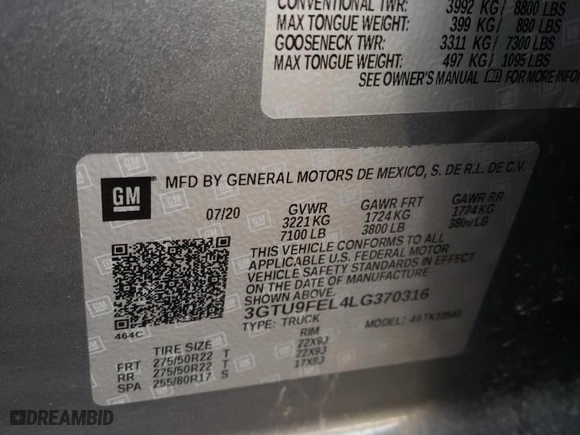 CONVENTIONAL TWR: 3992 KG / 8800 LBS
MAX TONGUE WEIGHT: 399 KG / 880 LBS
GOOSENECK TWR: 3311 KG / 7300 LBS
MAX TONGUE WEIGHT: 497 KG / 1095 LBS
SEE OWNER'S MANUAL FOR MORE INFO
GM MFD BY GENERAL MOTORS DE MEXICO, S. DE R.L. DE C.V.
07/20 GVWR GAWR FRT GAWR RR
3221 KG 1724 KG 1724 KG
7100 LB 3800 LB 3800 LB
THIS VEHICLE CONFORMS TO ALL
APPLICABLE U.S. FEDERAL MOTOR
VEHICLE SAFETY STANDARDS IN EFFECT
ON THE DATE OF MANUFACTURE
SHOWN ABOVE.
3GTU9FEL4LG370316
TYPE: TRUCK MODEL:
464C
TIRE SIZE RIM
FRT 275/50R22 T 22X9J
RR 275/50R22 T 22X9J
SPA 255/80R17 S 17X8J
DREAMBID